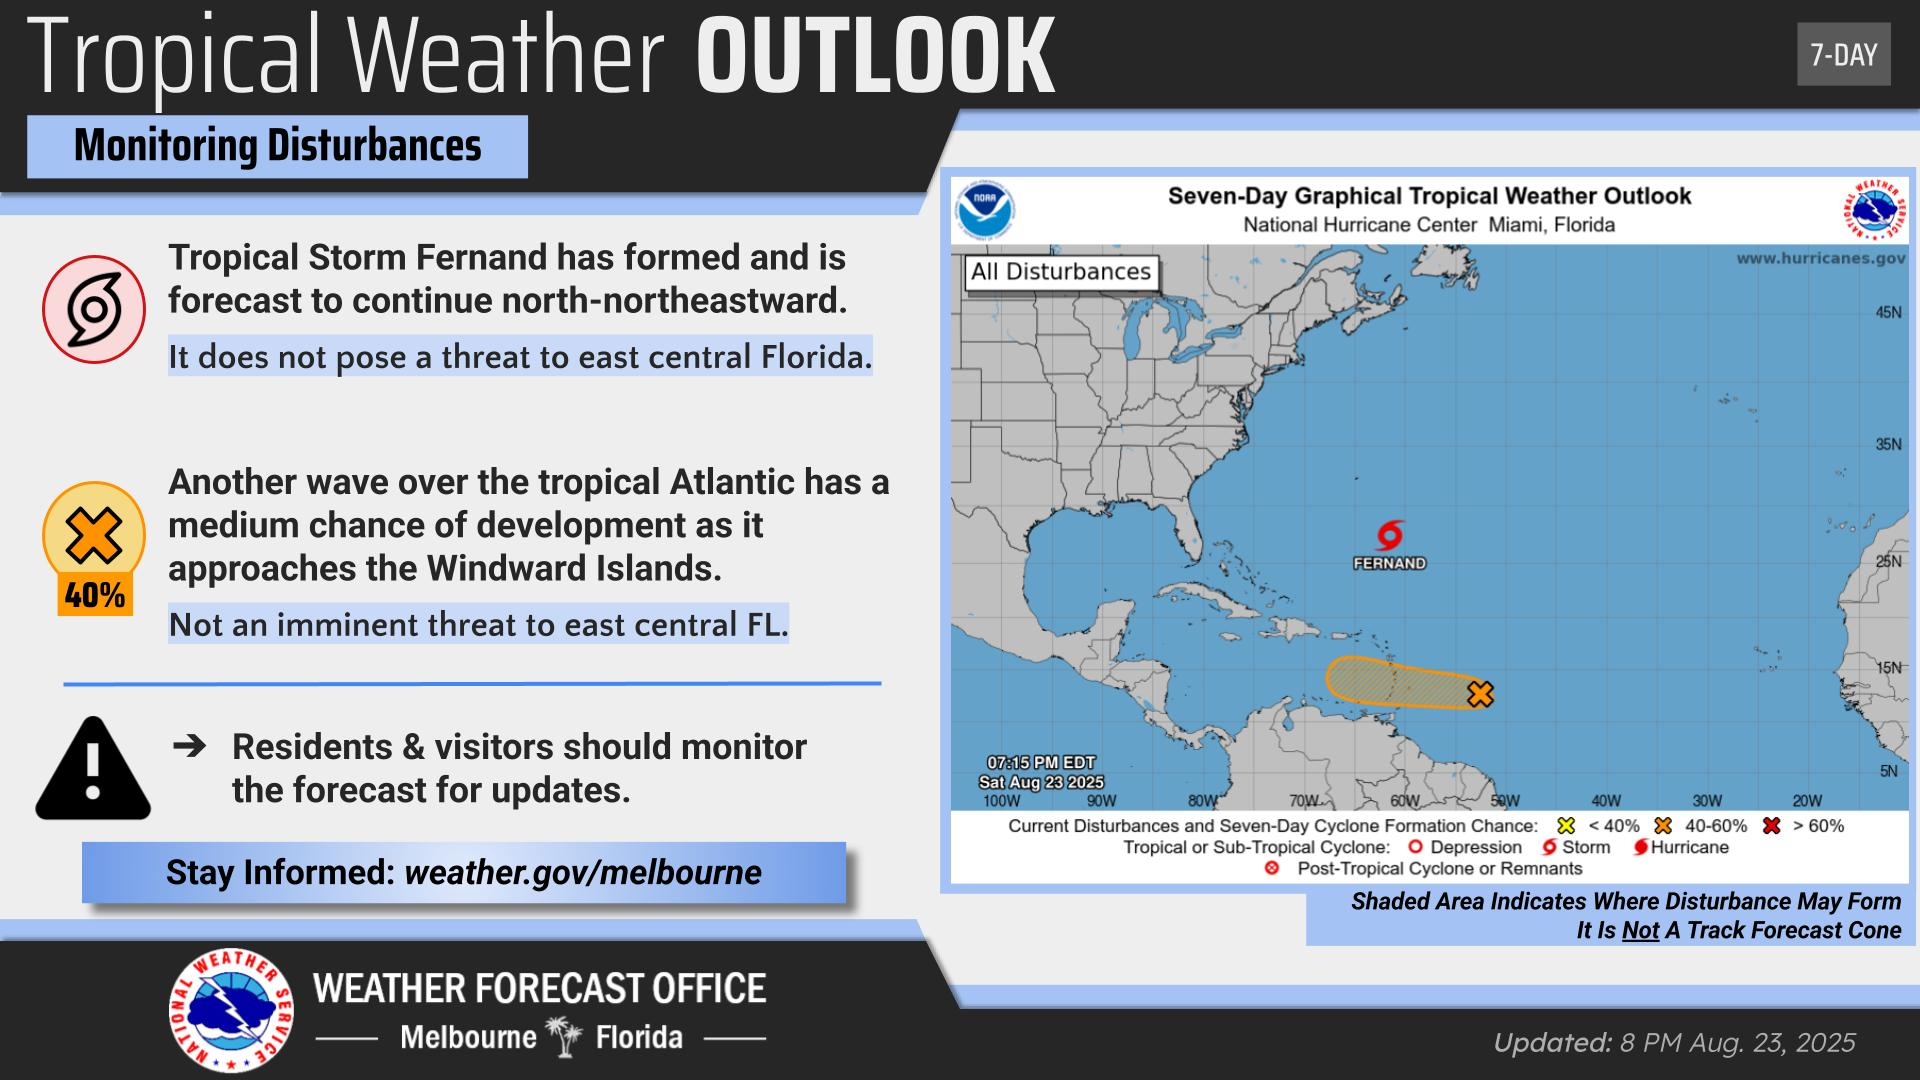 Tropical Weather OUTLOOK
7-DAY
Monitoring Disturbances
Tropical Storm Fernand has formed and is
forecast to continue north-northeastward.
It does not pose a threat to east central Florida.
Another wave over the tropical Atlantic has a
medium chance of development as it
approaches the Windward Islands.
40%
Not an imminent threat to east central FL.
➔ Residents & visitors should monitor
the forecast for updates.
Stay Informed: weather.gov/melbourne
NATIONAL WEATHER SERVICE
WEATHER FORECAST OFFICE
Melbourne Florida
NOAA
Seven-Day Graphical Tropical Weather Outlook
National Hurricane Center Miami, Florida
NATIONAL WEATHER SERVICE
www.hurricanes.gov
All Disturbances
45N
35N
FERNAND
25N
15N
07:15 PM EDT
Sat Aug 23 2025
5N
100W 90W 80W 70W 60W 50W 40W 30W 20W
Current Disturbances and Seven-Day Cyclone Formation Chance: < 40% 40-60% > 60%
Tropical or Sub-Tropical Cyclone: Depression Storm Hurricane
Post-Tropical Cyclone or Remnants
Shaded Area Indicates Where Disturbance May Form
It Is Not A Track Forecast Cone
Updated: 8 PM Aug. 23, 2025